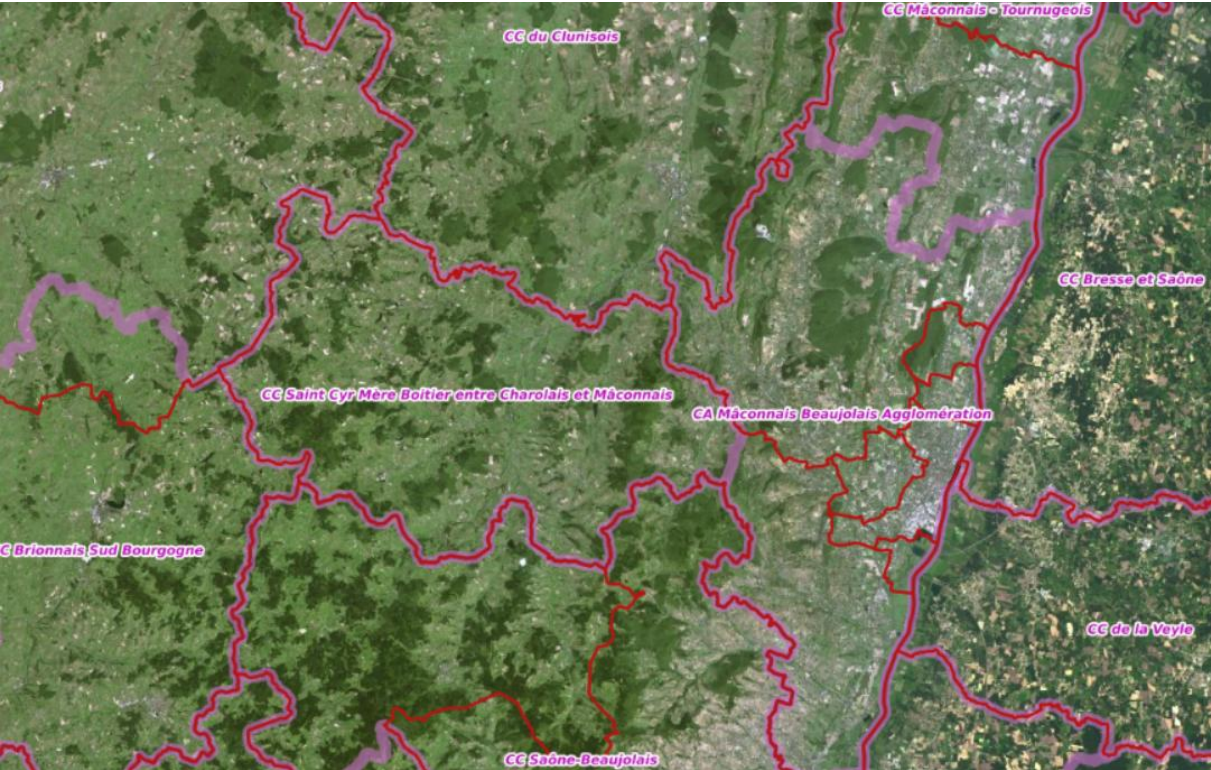 CC Mâconnais - Tournugeois
CC du Clunisois
CC Bresse et Saône
CC Saint Cyr Mère Boitier entre Charolais et Mâconnais
CA Mâconnais Beaujolais Agglomération
C Brionnais Sud Bourgogne
CC de la Veyle
CC Saône-Beaujolais